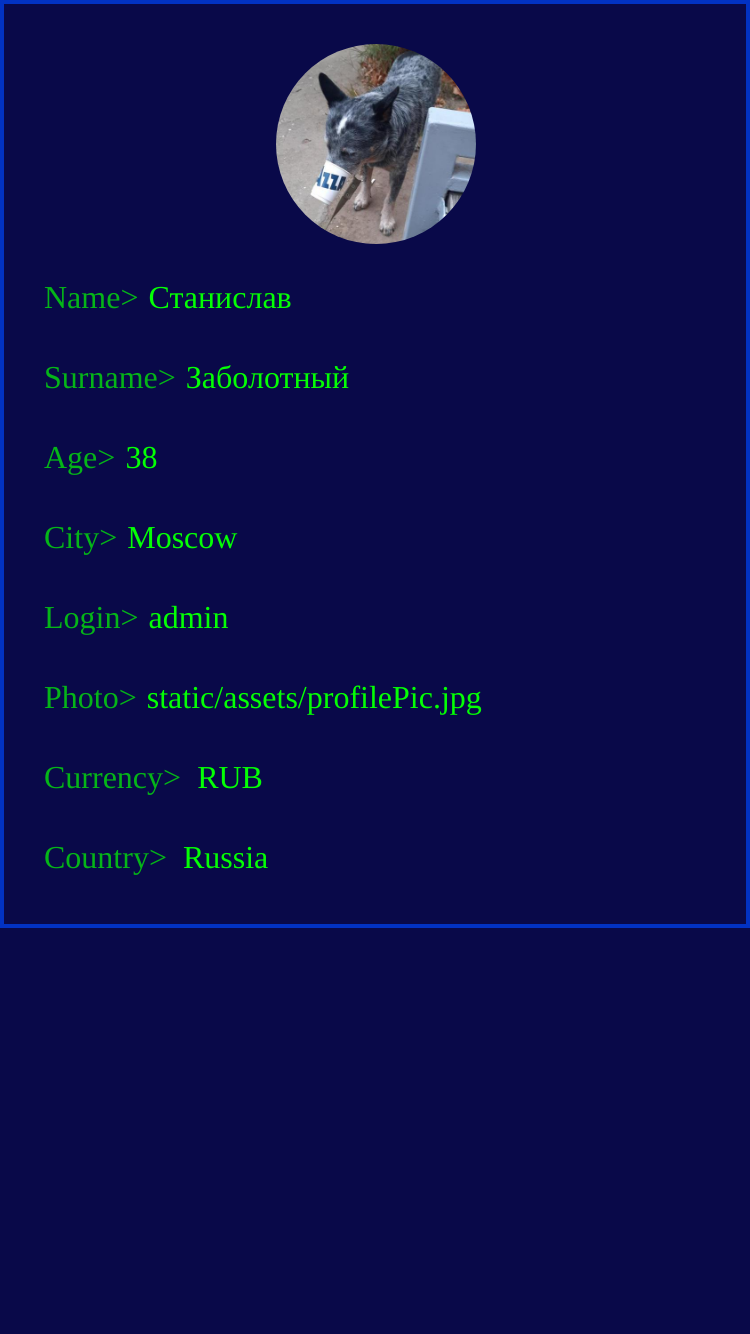 AZZA
Name> Станислав
Surname> Заболотный
Age> 38
City> Moscow
Login> admin
Photo> static/assets/profilePic.jpg
Currency> RUB
Country> Russia